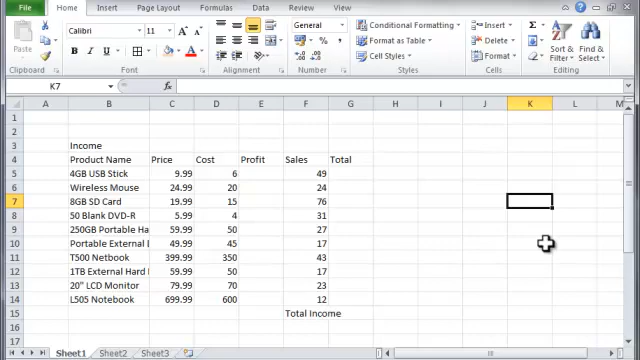 File Home Insert Page Layout Formulas Data Review View
Calibri 11 General Conditional Formatting Insert Σ
Paste B I U $ % , Format as Table Delete Sort & Find &
Cell Styles Format Filter Select
Clipboard Font Alignment Number Styles Cells Editing
K7 fx
A B C D E F G H I J K L M
1
2
3 Income
4 Product Name Price Cost Profit Sales Total
5 4GB USB Stick 9.99 6 49
6 Wireless Mouse 24.99 20 24
7 8GB SD Card 19.99 15 76
8 50 Blank DVD-R 5.99 4 31
9 250GB Portable Ha 59.99 50 27
10 Portable External D 49.99 45 17
11 T500 Netbook 399.99 350 43
12 1TB External Hard 59.99 50 17
13 20" LCD Monitor 79.99 70 23
14 L505 Notebook 699.99 600 12
15 Total Income
16
Sheet1 Sheet2 Sheet3